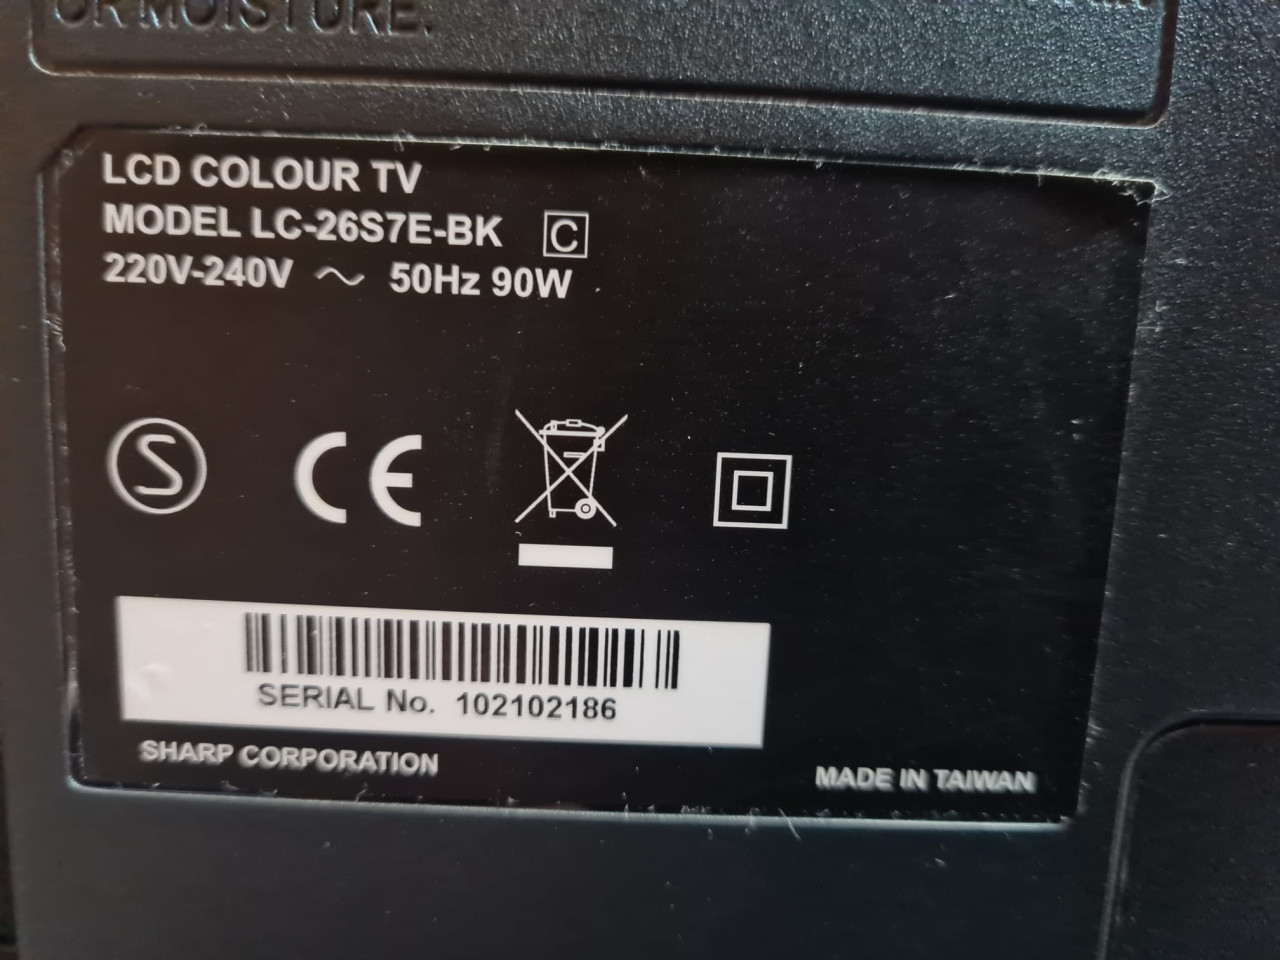 OR MOISTURE.
LCD COLOUR TV
MODEL LC-26S7E-BK C
220V-240V ~ 50Hz 90W
S CE
SERIAL No. 102102186
SHARP CORPORATION
MADE IN TAIWAN